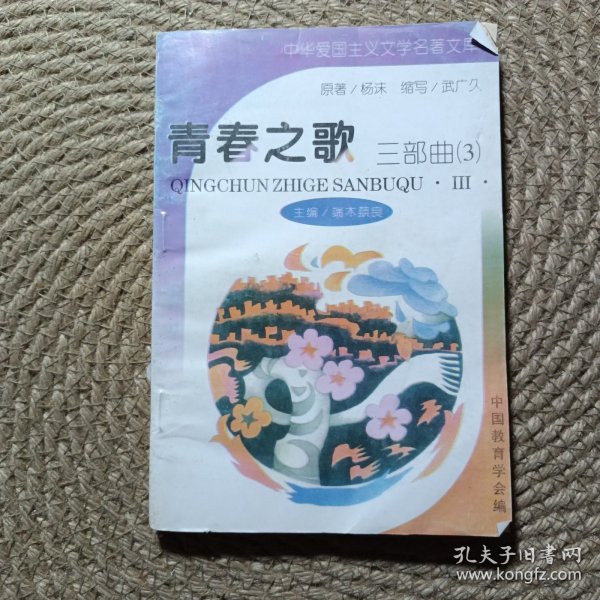 中华爱国主义文学名著文库
原著/杨沫 缩写/武广久
青春之歌 三部曲(3)
QINGCHUN ZHIGE SANBUQU · III ·
主编/端木蕻良
中国教育学会编
孔夫子旧书网
www.kongfz.com